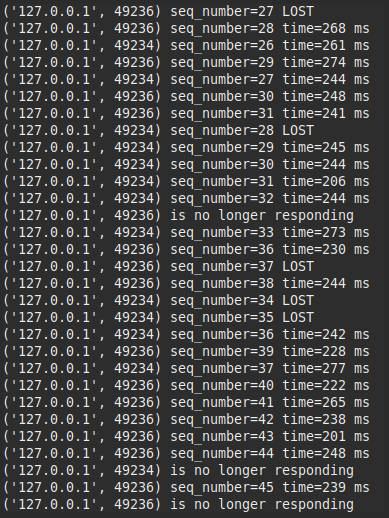 ('127.0.0.1', 49236) seq_number=27 LOST
('127.0.0.1', 49236) seq_number=28 time=268 ms
('127.0.0.1', 49234) seq_number=26 time=261 ms
('127.0.0.1', 49236) seq_number=29 time=274 ms
('127.0.0.1', 49234) seq_number=27 time=244 ms
('127.0.0.1', 49236) seq_number=30 time=248 ms
('127.0.0.1', 49236) seq_number=31 time=241 ms
('127.0.0.1', 49234) seq_number=28 LOST
('127.0.0.1', 49234) seq_number=29 time=245 ms
('127.0.0.1', 49234) seq_number=30 time=244 ms
('127.0.0.1', 49234) seq_number=31 time=206 ms
('127.0.0.1', 49234) seq_number=32 time=244 ms
('127.0.0.1', 49236) is no longer responding
('127.0.0.1', 49234) seq_number=33 time=273 ms
('127.0.0.1', 49236) seq_number=36 time=230 ms
('127.0.0.1', 49236) seq_number=37 LOST
('127.0.0.1', 49236) seq_number=38 time=244 ms
('127.0.0.1', 49234) seq_number=34 LOST
('127.0.0.1', 49234) seq_number=35 LOST
('127.0.0.1', 49234) seq_number=36 time=242 ms
('127.0.0.1', 49236) seq_number=39 time=228 ms
('127.0.0.1', 49234) seq_number=37 time=277 ms
('127.0.0.1', 49236) seq_number=40 time=222 ms
('127.0.0.1', 49236) seq_number=41 time=265 ms
('127.0.0.1', 49236) seq_number=42 time=238 ms
('127.0.0.1', 49236) seq_number=43 time=201 ms
('127.0.0.1', 49236) seq_number=44 time=248 ms
('127.0.0.1', 49234) is no longer responding
('127.0.0.1', 49236) seq_number=45 time=239 ms
('127.0.0.1', 49236) is no longer responding